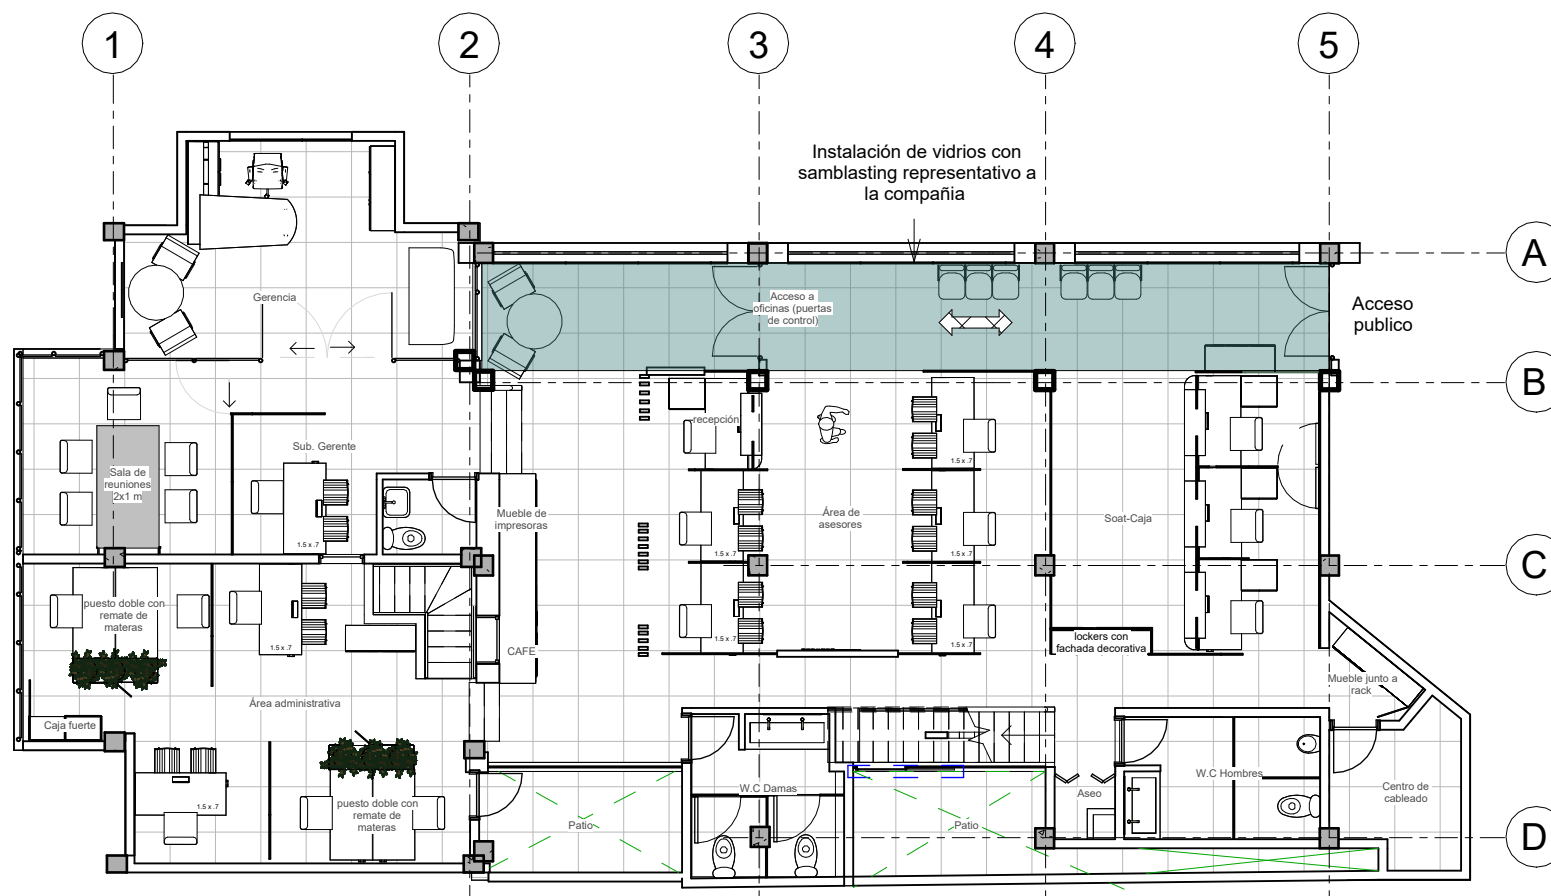 1
2
3
4
5
Instalación de vidrios con
samblasting representativo a
la compañia
A
Gerencia
Acceso a
oficinas (puertas
de control)
Acceso
publico
B
recepción
Sub. Gerente
1.5 x .7
Sala de
reuniones
2x1 m
Mueble de
impresoras
Área de
asesores
Soat-Caja
1.5 x .7
1.5 x .7
1.5 x .7
C
puesto doble con
remate de
materas
1.5 x .7
1.5 x .7
1.5 x .7
CAFE
lockers con
fachada decorativa
Mueble junto a
rack
Área administrativa
Caja fuerte
1.5 x .7
puesto doble con
remate de
materas
W.C Damas
Patio
Patio
Aseo
W.C Hombres
Centro de
cableado
D